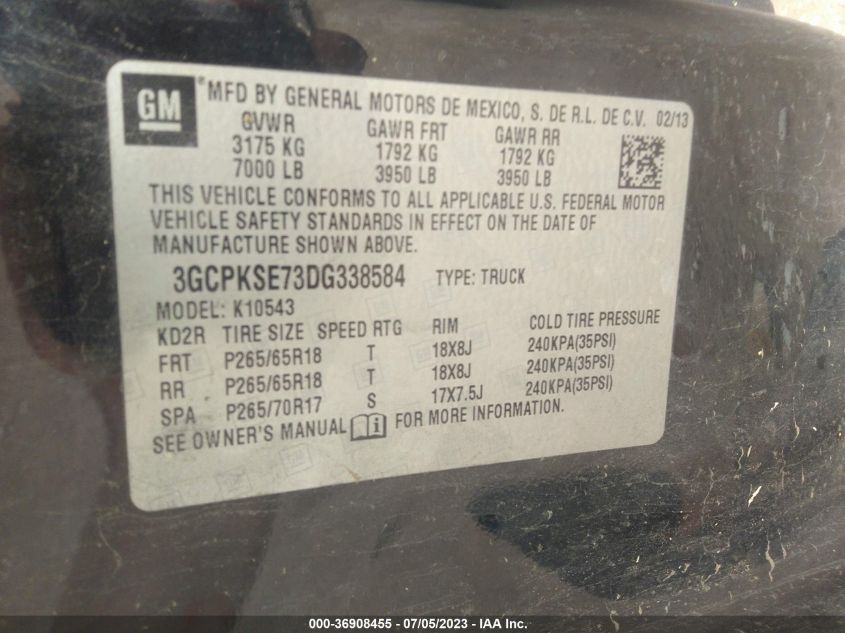 GM ® MFD BY GENERAL MOTORS DE MEXICO, S. DE R.L. DE C.V. 02/13
GVWR GAWR FRT GAWR RR
3175 KG 1792 KG 1792 KG
7000 LB 3950 LB 3950 LB
THIS VEHICLE CONFORMS TO ALL APPLICABLE U.S. FEDERAL MOTOR
VEHICLE SAFETY STANDARDS IN EFFECT ON THE DATE OF
MANUFACTURE SHOWN ABOVE.
3GCPKSE73DG338584 TYPE: TRUCK
MODEL: K10543
KD2R TIRE SIZE SPEED RTG RIM COLD TIRE PRESSURE
FRT P265/65R18 T 18X8J 240KPA(35PSI)
RR P265/65R18 T 18X8J 240KPA(35PSI)
SPA P265/70R17 S 17X7.5J 240KPA(35PSI)
SEE OWNER'S MANUAL FOR MORE INFORMATION.
000-36908455 - 07/05/2023 - IAA Inc.